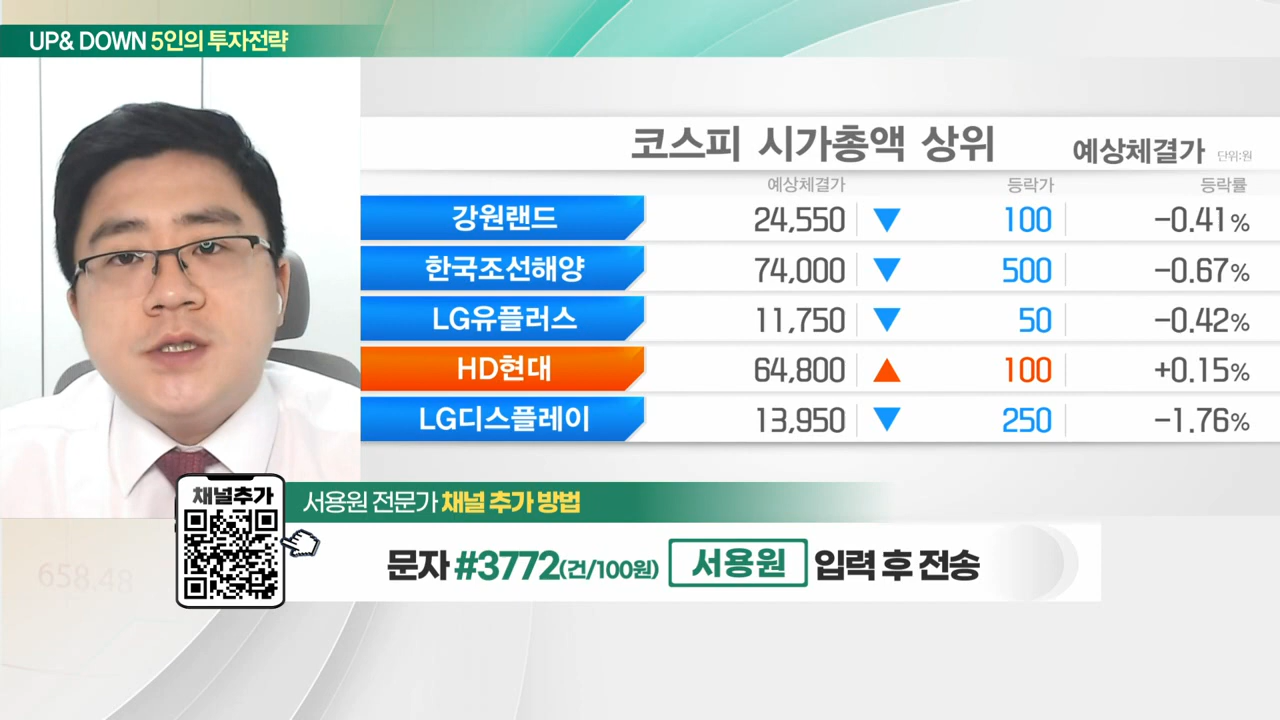 UP& DOWN 5인의 투자전략
코스피 시가총액 상위 예상체결가 단위:원
예상체결가 등락가 등락률
강원랜드 24,550 ▼ 100 -0.41%
한국조선해양 74,000 ▼ 500 -0.67%
LG유플러스 11,750 ▼ 50 -0.42%
HD현대 64,800 ▲ 100 +0.15%
LG디스플레이 13,950 ▼ 250 -1.76%
채널추가
서용원 전문가 채널 추가 방법
문자 #3772(건/100원) 서용원 입력 후 전송
658.48